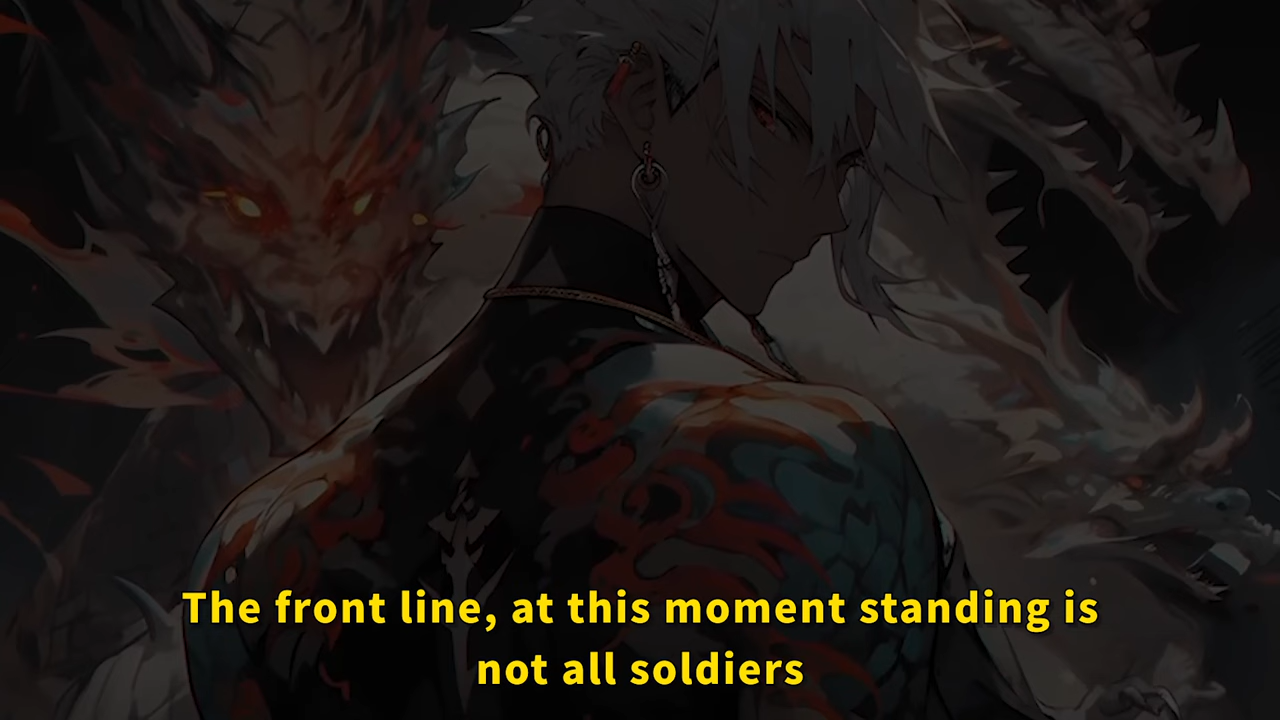 The front line, at this moment standing is
not all soldiers